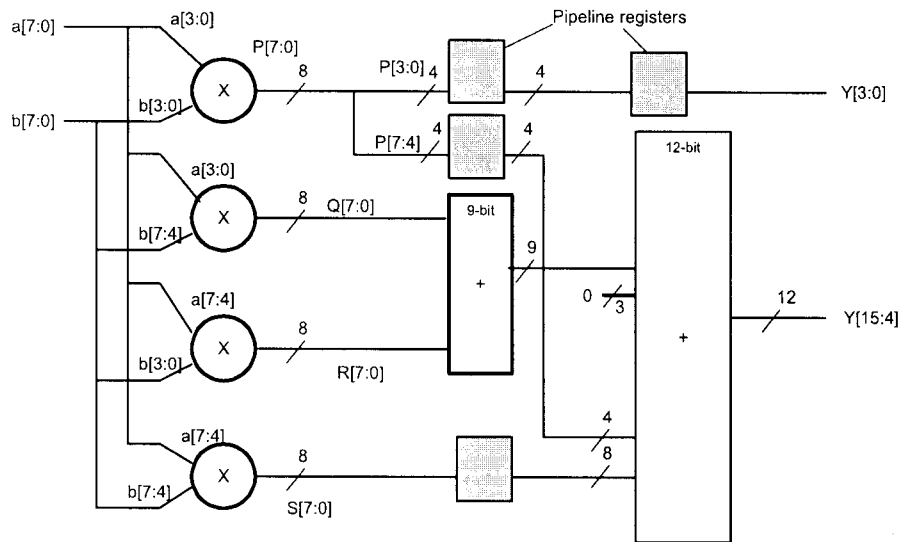 Pipeline registers
a[7:0]
a[3:0]
P[7:0]
8
P[3:0]
4
4
X
b[3:0]
Y[3:0]
b[7:0]
P[7:4]
4
4
12-bit
a[3:0]
8
Q[7:0]
9-bit
X
b[7:4]
9
+
0
3
12
Y[15:4]
a[7:4]
8
X
b[3:0]
R[7:0]
+
4
a[7:4]
8
8
X
b[7:4]
S[7:0]